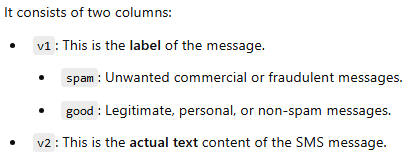 It consists of two columns:
• v1: This is the label of the message.
• spam: Unwanted commercial or fraudulent messages.
• good: Legitimate, personal, or non-spam messages.
• v2: This is the actual text content of the SMS message.